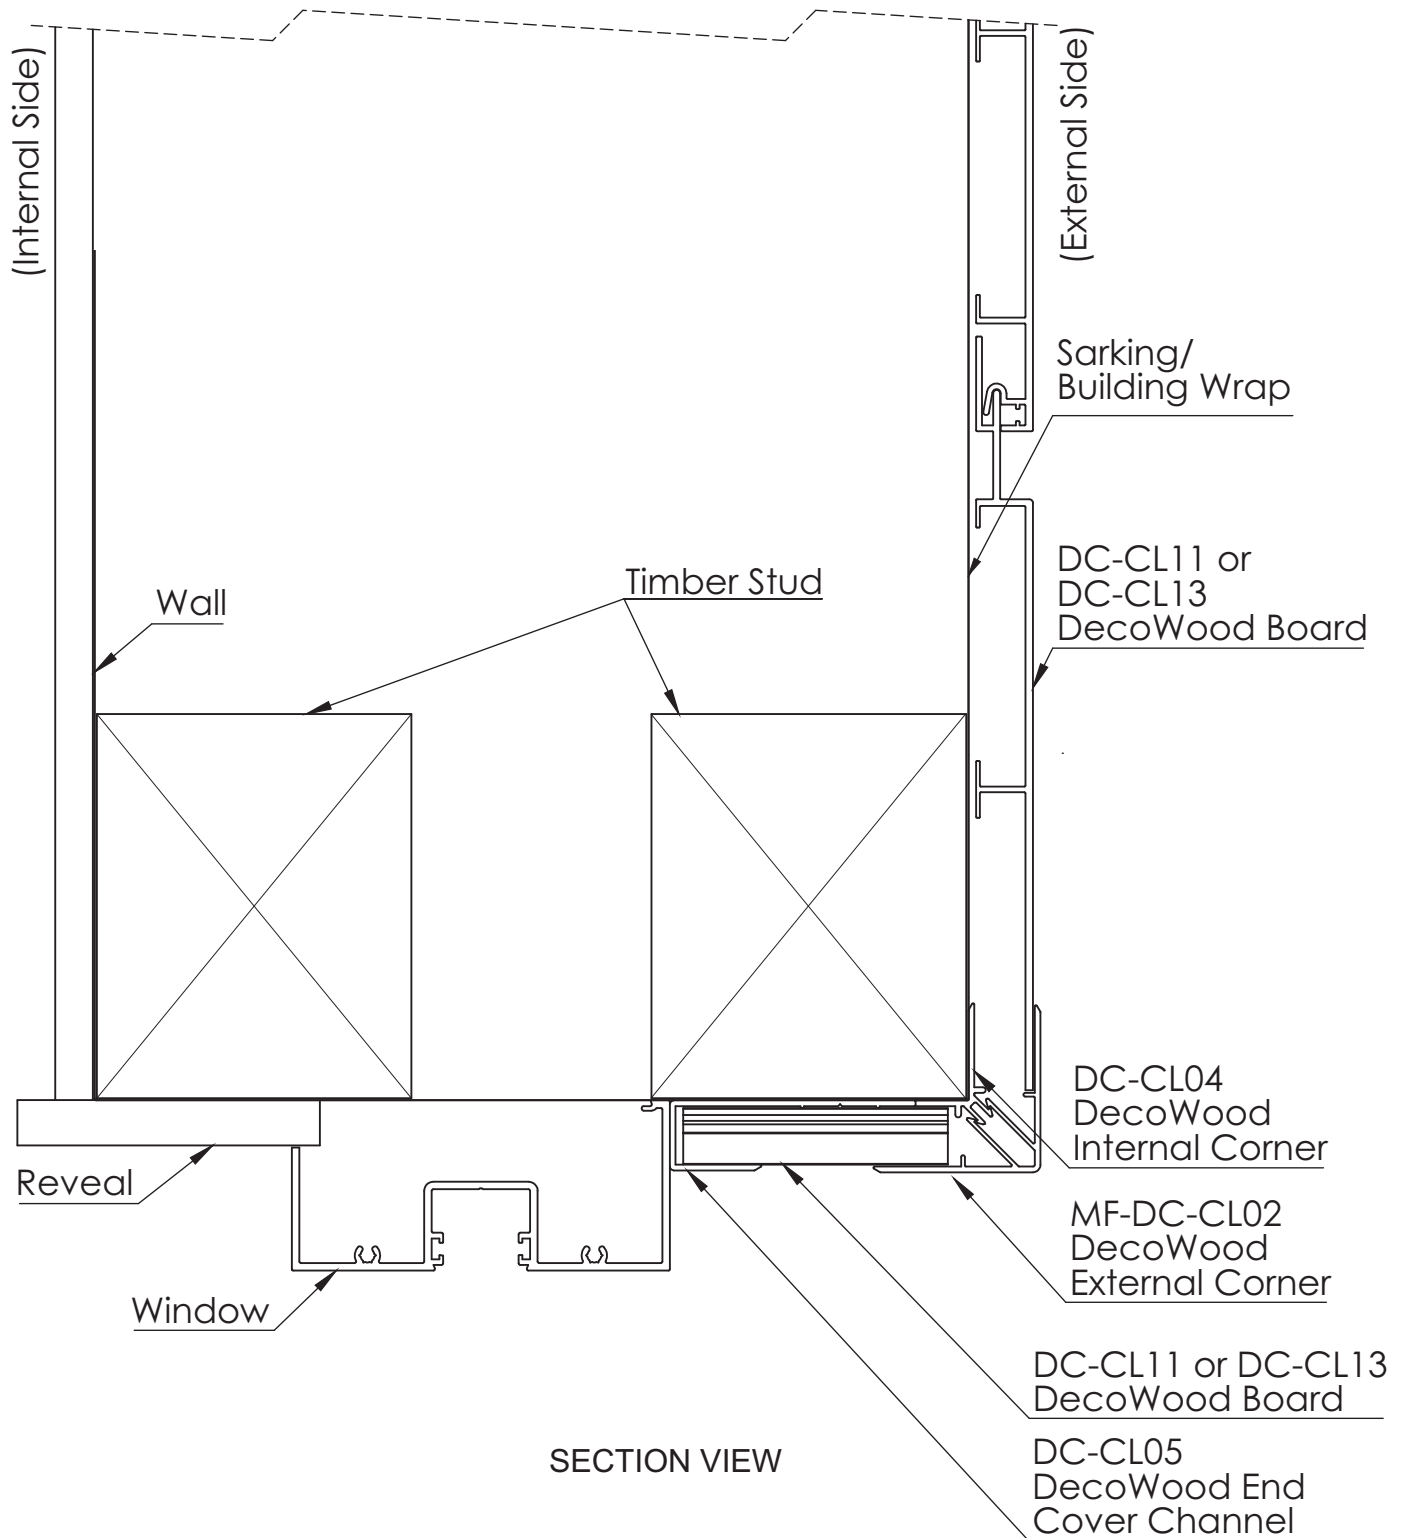 (Internal Side)
(External Side)
Sarking/
Building Wrap
DC-CL11 or
DC-CL13
DecoWood Board
Timber Stud
Wall
DC-CL04
DecoWood
Internal Corner
Reveal
MF-DC-CL02
DecoWood
External Corner
Window
DC-CL11 or DC-CL13
DecoWood Board
SECTION VIEW
DC-CL05
DecoWood End
Cover Channel